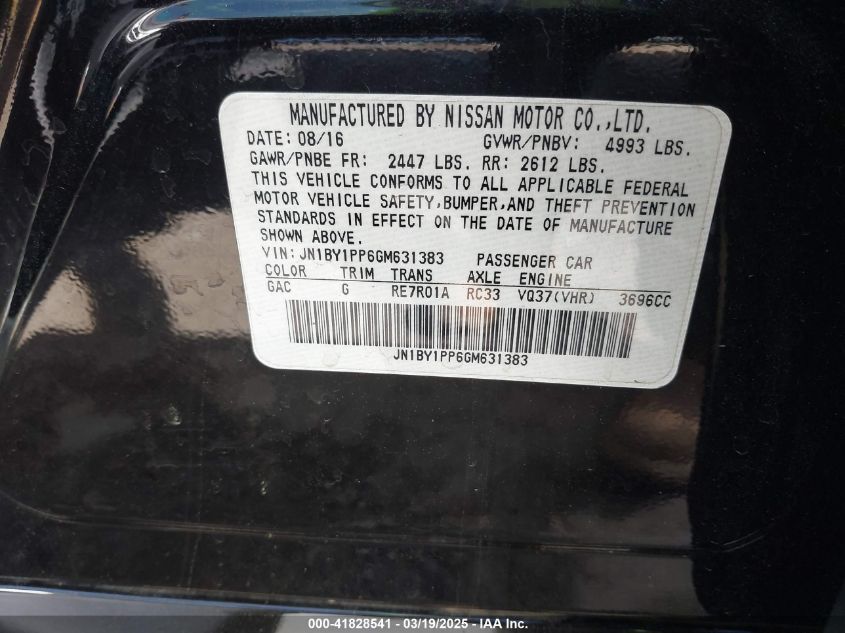 MANUFACTURED BY NISSAN MOTOR CO.,LTD.
DATE: 08/16 GVWR/PNBV: 4993 LBS.
GAWR/PNBE FR: 2447 LBS. RR: 2612 LBS.
THIS VEHICLE CONFORMS TO ALL APPLICABLE FEDERAL
MOTOR VEHICLE SAFETY,BUMPER,AND THEFT PREVENTION
STANDARDS IN EFFECT ON THE DATE OF MANUFACTURE
SHOWN ABOVE.
VIN: JN1BY1PP6GM631383 PASSENGER CAR
COLOR TRIM TRANS AXLE ENGINE
GAC G RE7R01A RC33 VQ37(VHR) 3696CC
JN1BY1PP6GM631383
000-41828541 - 03/19/2025 - IAA Inc.